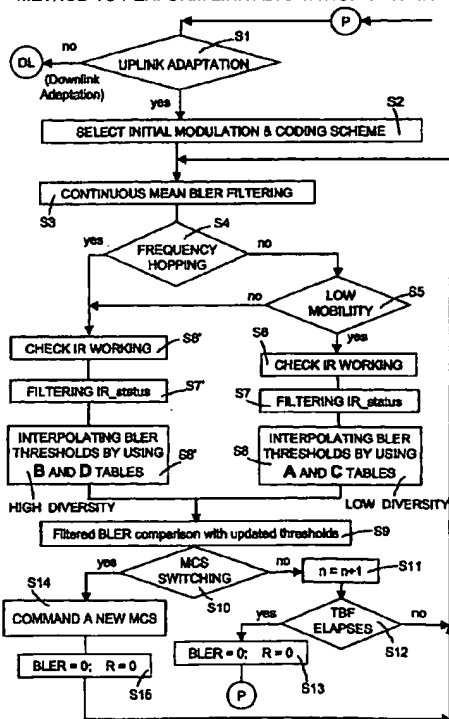 P
S1
no
DL
UPLINK ADAPTATION
(Downlink
Adaptation)
yes
S2
SELECT INITIAL MODULATION & CODING SCHEME
CONTINUOUS MEAN BLER FILTERING
S3
S4
yes
FREQUENCY
HOPPING
no
no
LOW
MOBILITY
S5
yes
S6'
S6
CHECK IR WORKING
CHECK IR WORKING
FILTERING IR_status
S7'
S7
FILTERING IR_status
INTERPOLATING BLER
THRESHOLDS BY USING
B AND D TABLES
S8'
S8
INTERPOLATING BLER
THRESHOLDS BY USING
A AND C TABLES
HIGH DIVERSITY
LOW DIVERSITY
Filtered BLER comparison with updated thresholds
S9
yes
MCS
SWITCHING
no
S10
n = n+1
S11
S14
COMMAND A NEW MCS
yes
TBF
ELAPSES
no
S12
BLER = 0; R = 0
S15
BLER = 0; R = 0
S13
P